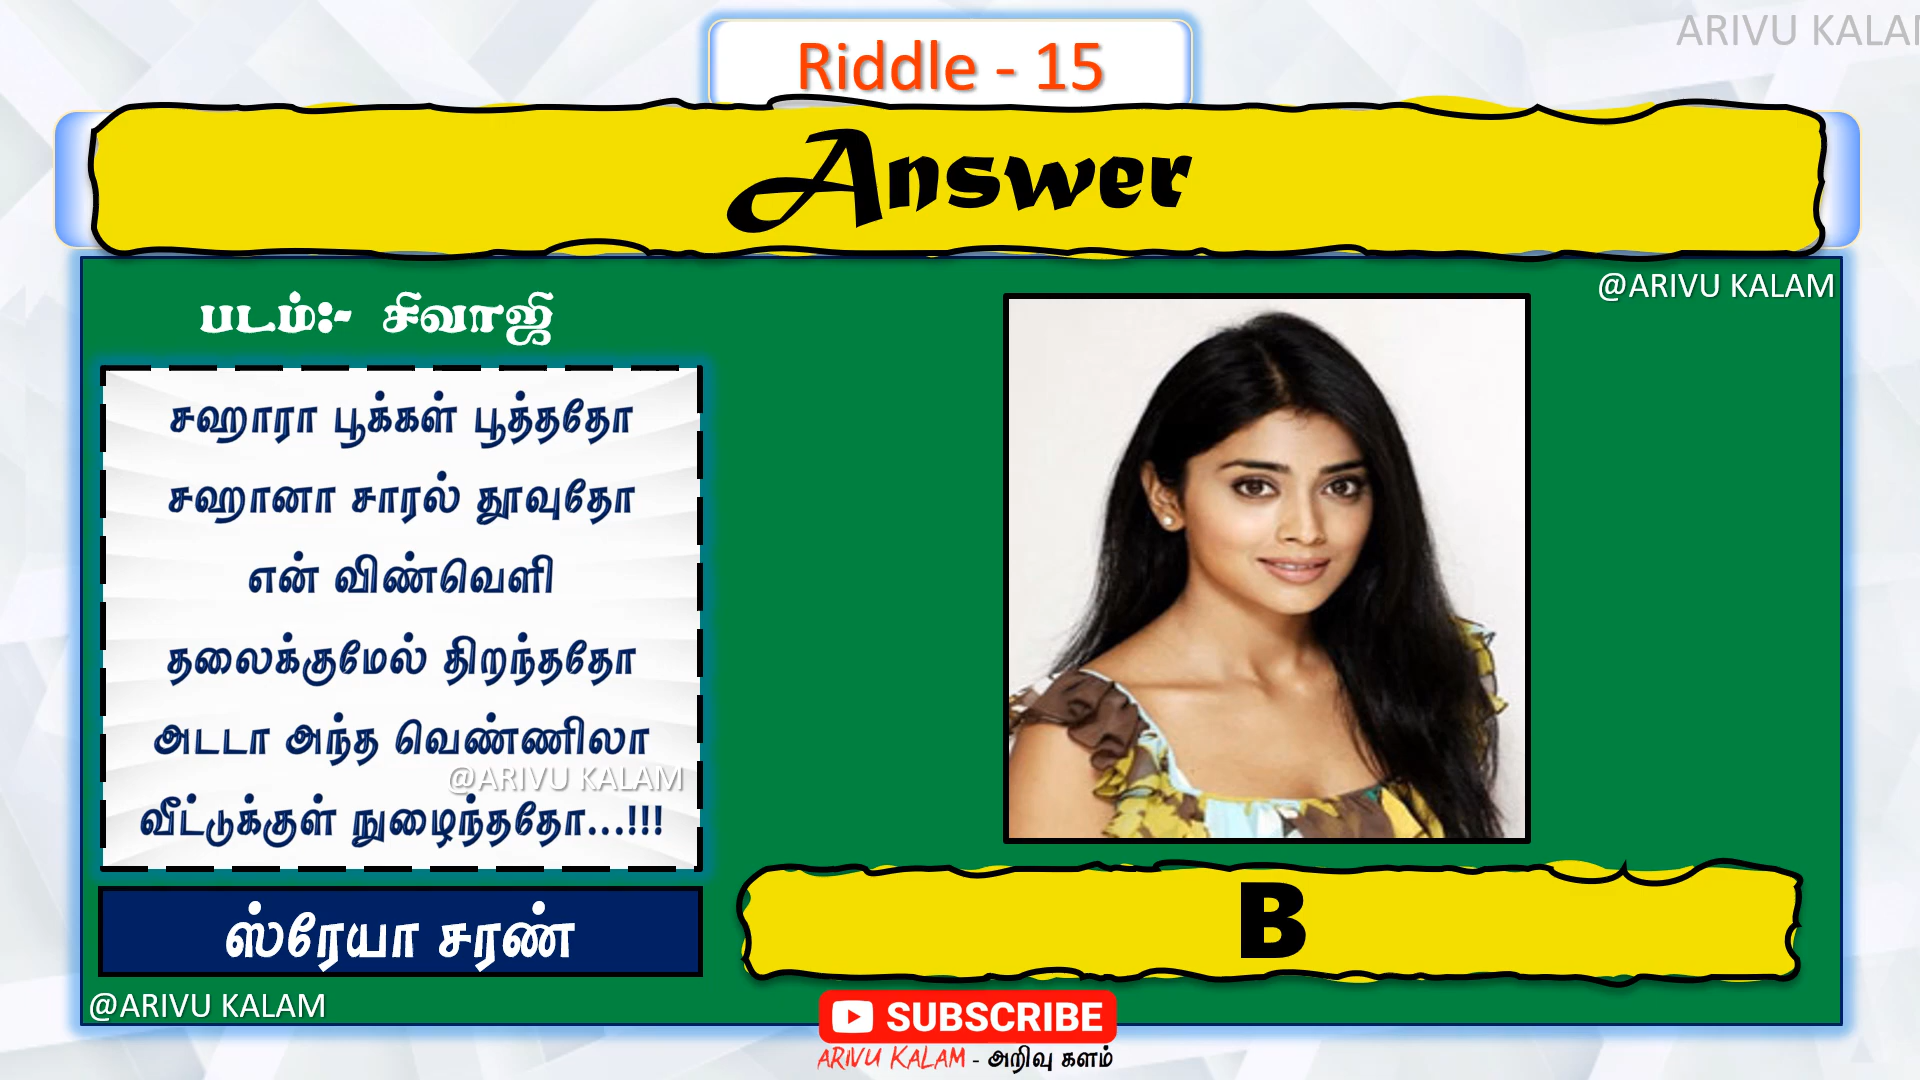 ARIVU KALAM
Riddle - 15
Answer
@ARIVU KALAM
படம்:- சிவாஜி
சஹாரா பூக்கள் பூத்ததோ
சஹானா சாரல் தூவுதோ
என் விண்வெளி
தலைக்குமேல் திறந்ததோ
அடடா அந்த வெண்ணிலா
@ARIVU KALAM
வீட்டுக்குள் நுழைந்ததோ...!!!
ஸ்ரேயா சரண்
B
@ARIVU KALAM
SUBSCRIBE
ARIVU KALAM - அறிவு களம்